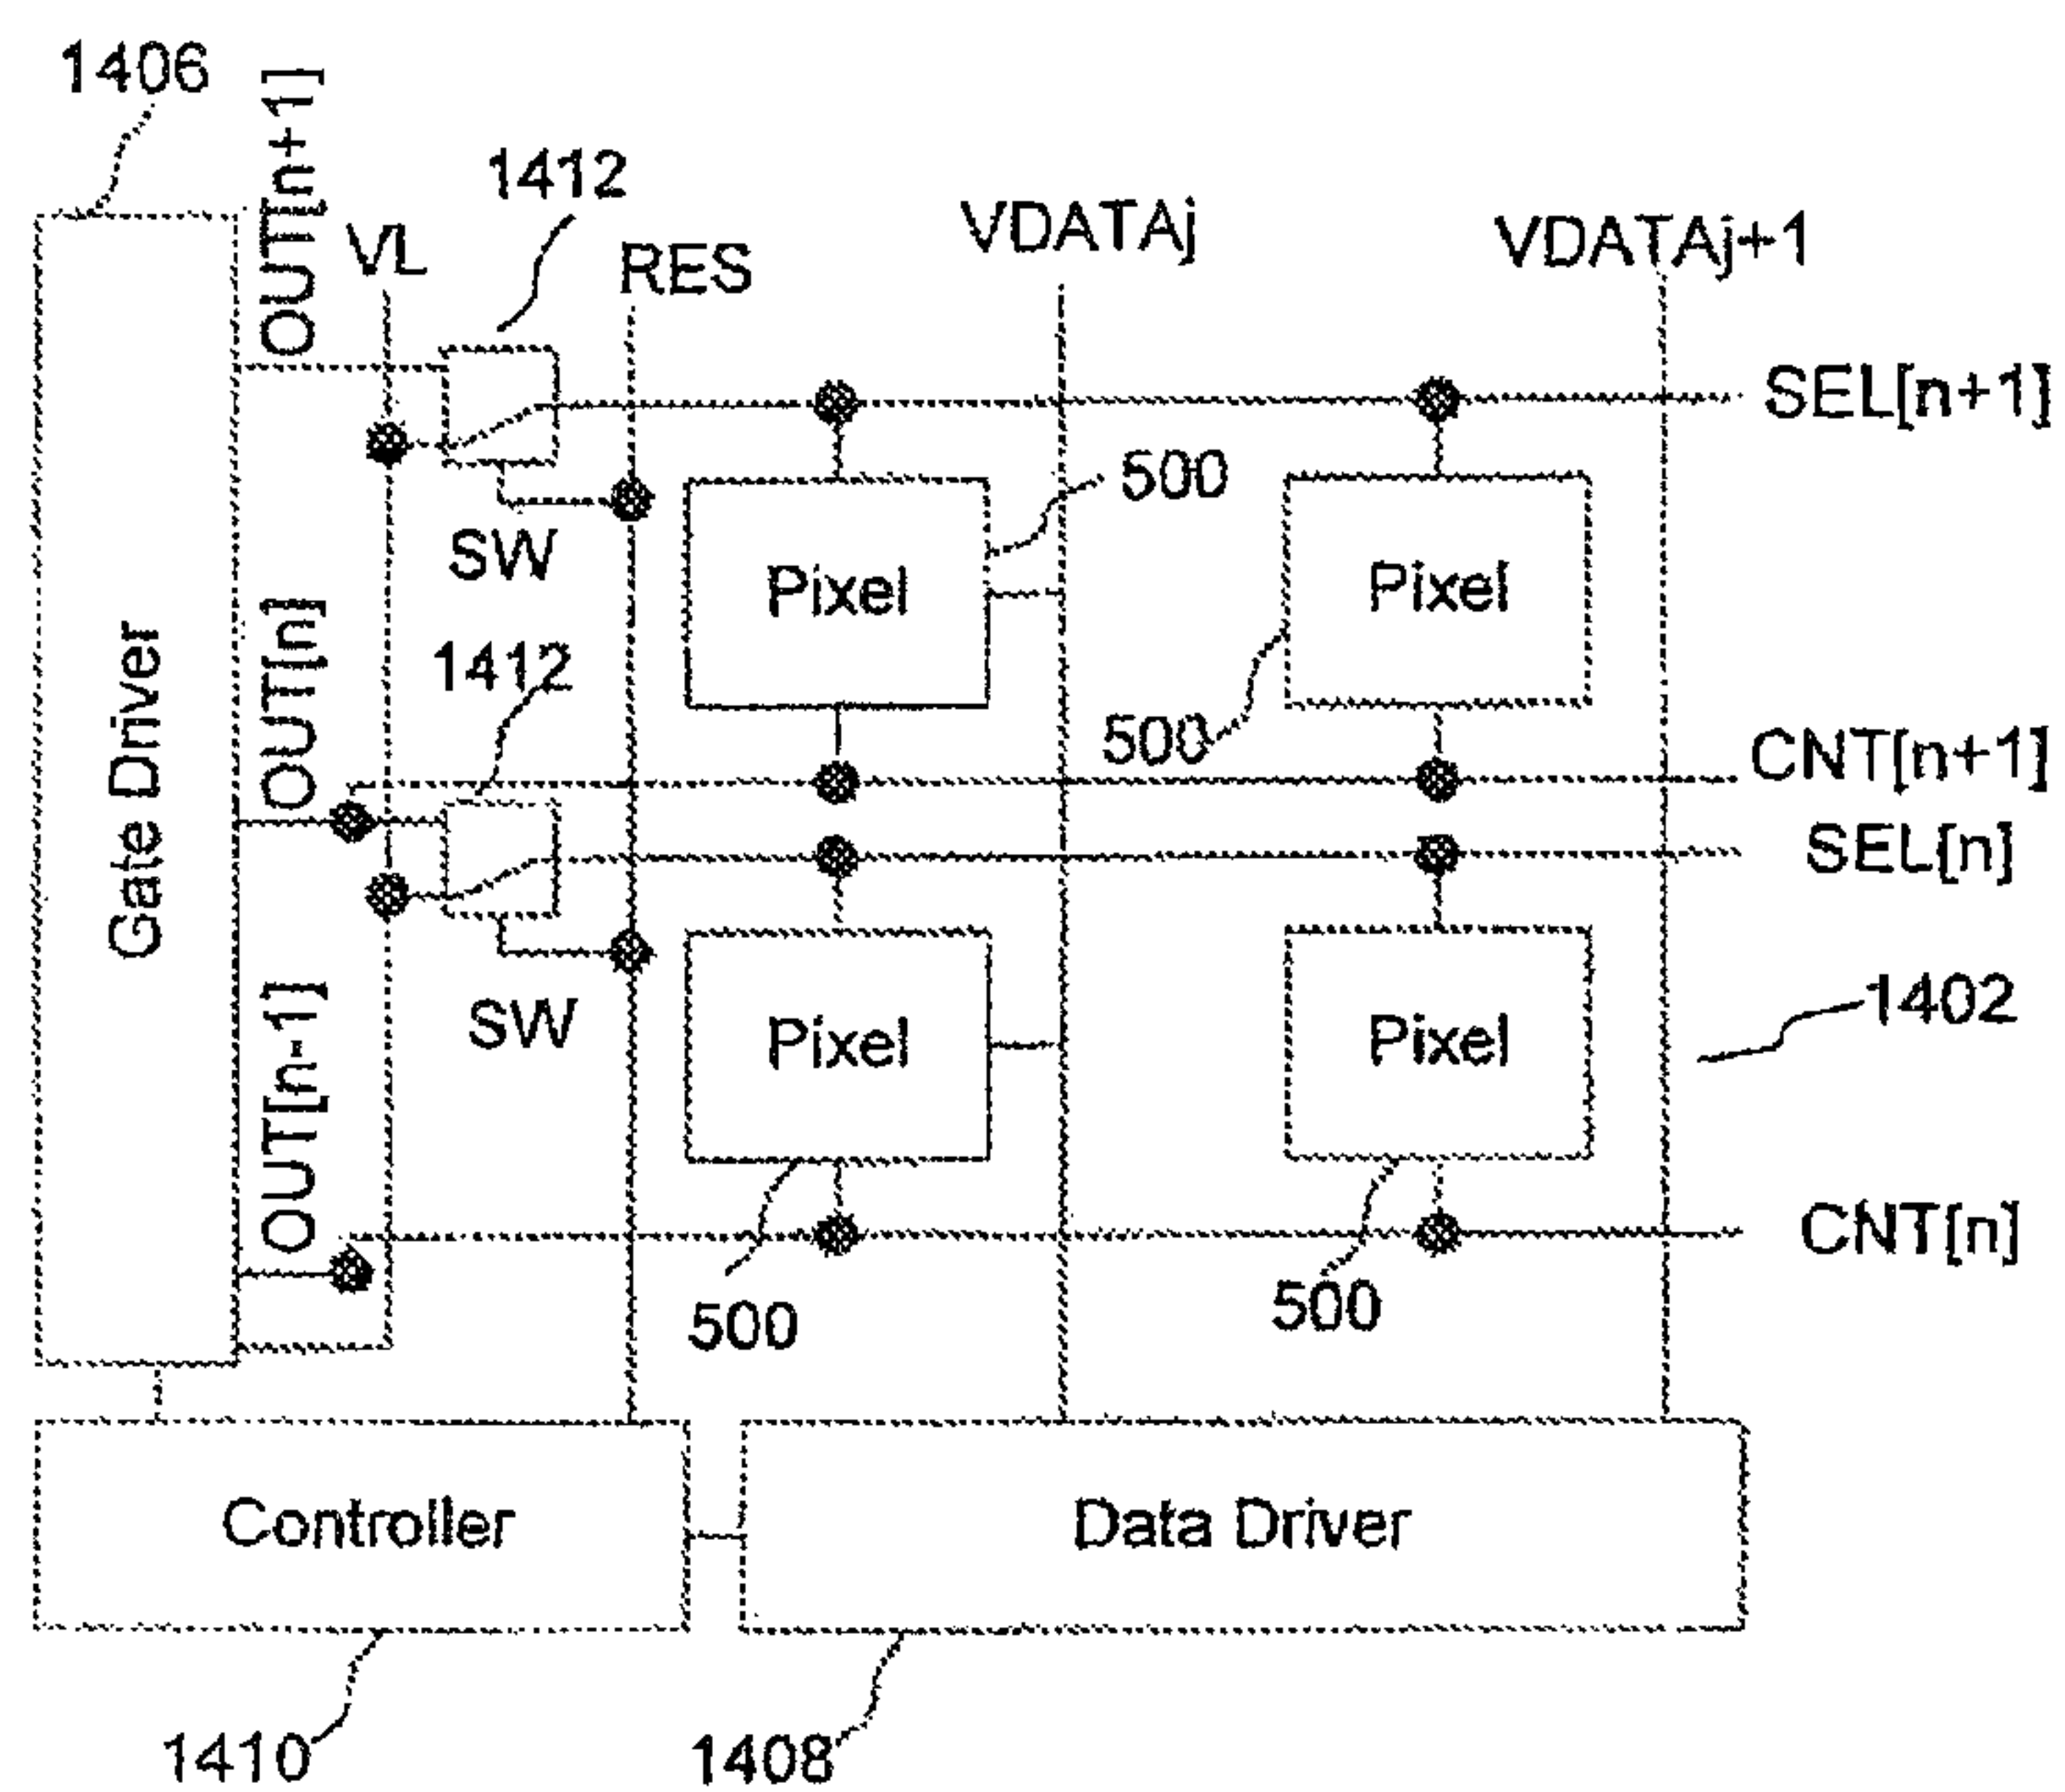 1406
OUT[n+1]
1412
VL
RES
VDATAj
VDATAj+1
SEL[n+1]
500
SW
Pixel
Pixel
OUT[n]
1412
500
CNT[n+1]
Gate Driver
SEL[n]
OUT[n-1]
SW
Pixel
Pixel
1402
CNT[n]
500
500
Controller
Data Driver
1410
1408